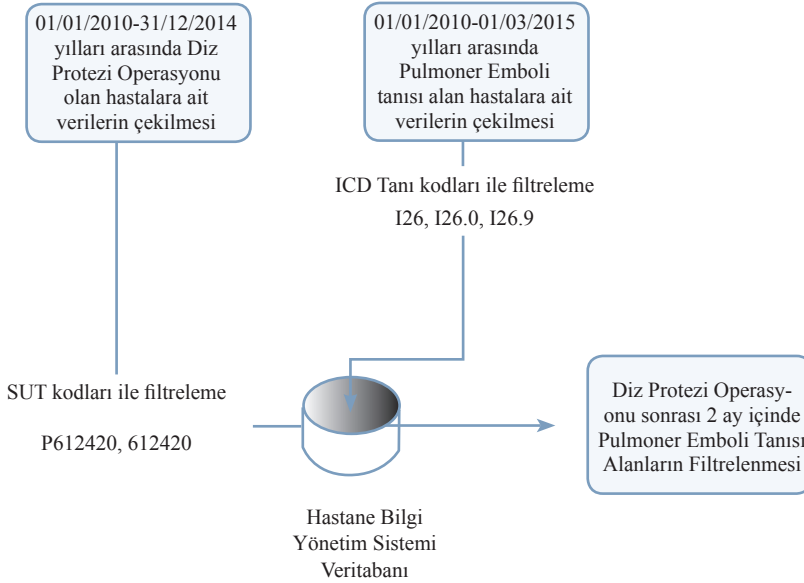 01/01/2010-31/12/2014
yılları arasında Diz
Protezi Operasyonu
olan hastalara ait
verilerin çekilmesi
01/01/2010-01/03/2015
yılları arasında
Pulmoner Emboli
tanısı alan hastalara ait
verilerin çekilmesi
ICD Tanı kodları ile filtreleme
I26, I26.0, I26.9
SUT kodları ile filtreleme
P612420, 612420
Hastane Bilgi
Yönetim Sistemi
Veritabanı
Diz Protezi Operasy-
onu sonrası 2 ay içinde
Pulmoner Emboli Tanısı
Alanların Filtrelenmesi